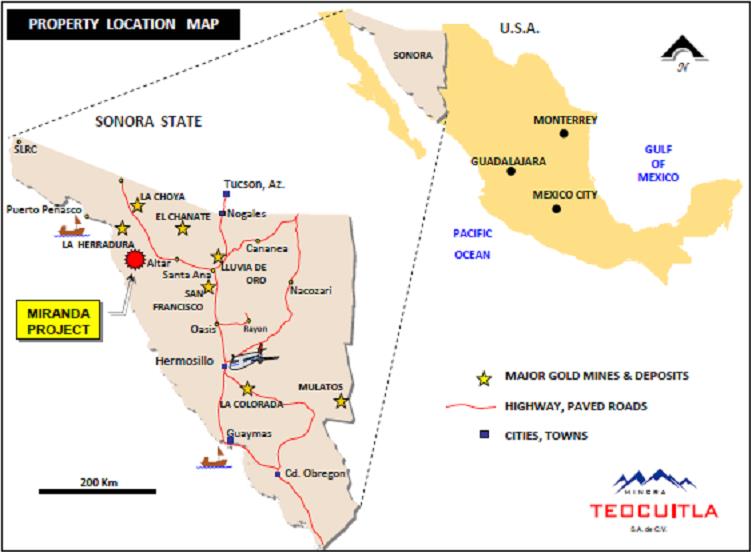 PROPERTY LOCATION MAP
U.S.A.
SONORA
N
SONORA STATE
MONTERREY
GUADALAJARA
GULF
OF
MEXICO
MEXICO CITY
PACIFIC
OCEAN
SLRC
Tucson, Az.
LA CHOYA
Puerto Peñasco
EL CHANATE
Nogales
LA HERRADURA
Cananea
Altar
LLUVIA DE
ORO
Santa Ana
SAN
FRANCISCO
Nacozari
MIRANDA
PROJECT
Oasis
Rayon
Hermosillo
MULATOS
LA COLORADA
Guaymas
Cd. Obregon
200 Km
MAJOR GOLD MINES & DEPOSITS
HIGHWAY, PAVED ROADS
CITIES, TOWNS
MINERA
TEOCUITLA
S.A. de C.V.